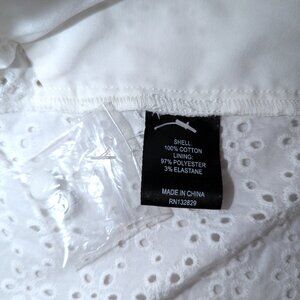 SHELL:
100% COTTON
LINING:
97% POLYESTER
3% ELASTANE
MADE IN CHINA
RN132829